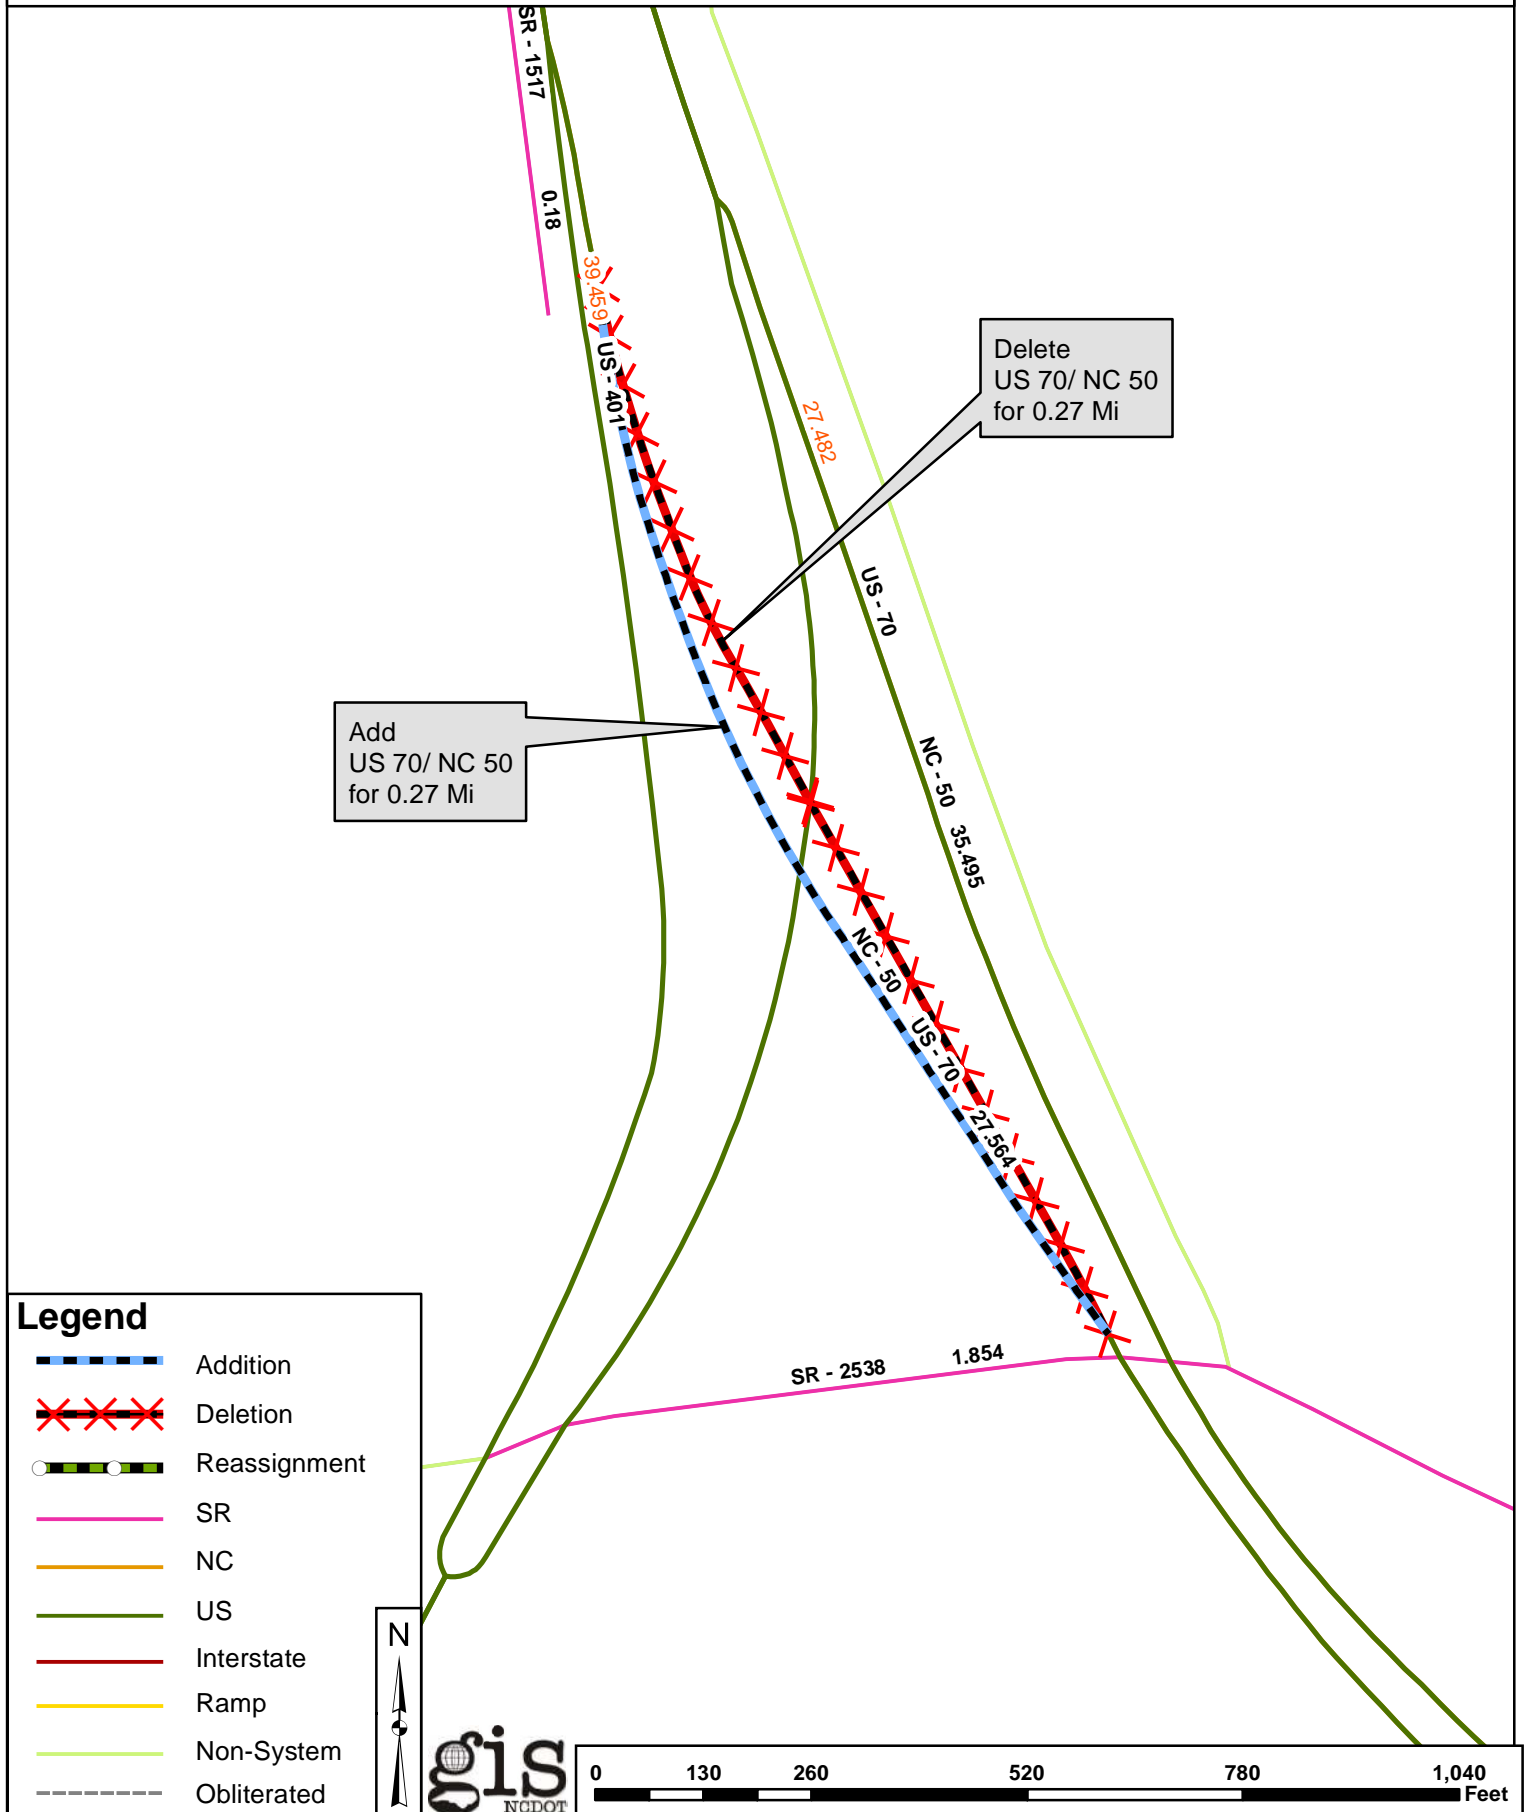 SR - 1517
0.18
39.459
US - 401
27.482
Delete
US 70/ NC 50
for 0.27 Mi
US - 70
Add
US 70/ NC 50
for 0.27 Mi
NC - 50
35.495
NC - 50
US - 70
27.564
SR - 2538
1.854
Legend
Addition
Deletion
Reassignment
SR
NC
US
Interstate
Ramp
Non-System
Obliterated
N
gis
NCDOT
0 130 260 520 780 1,040
Feet